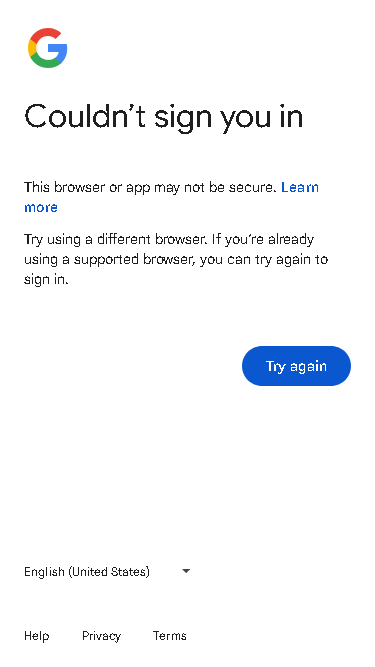 Couldn’t sign you in
This browser or app may not be secure. Learn
more
Try using a different browser. If you’re already
using a supported browser, you can try again to
sign in.
Try again
English (United States)
Help Privacy Terms